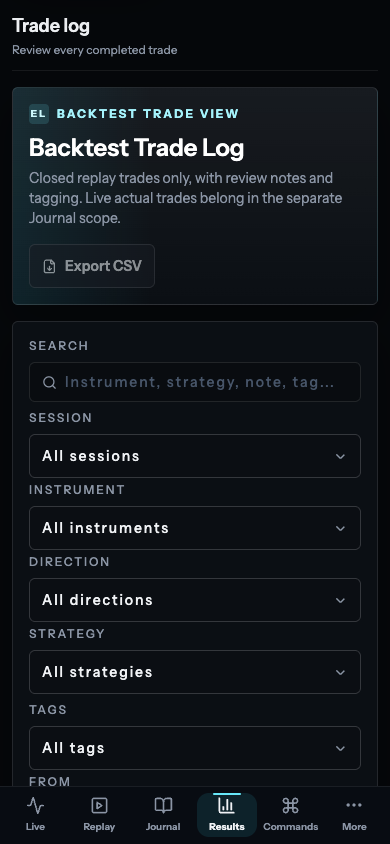 Trade log
Review every completed trade
EL BACKTEST TRADE VIEW
Backtest Trade Log
Closed replay trades only, with review notes and
tagging. Live actual trades belong in the separate
Journal scope.
Export CSV
SEARCH
Instrument, strategy, note, tag...
SESSION
All sessions
INSTRUMENT
All instruments
DIRECTION
All directions
STRATEGY
All strategies
TAGS
All tags
FROM
Live Replay Journal Results Commands More